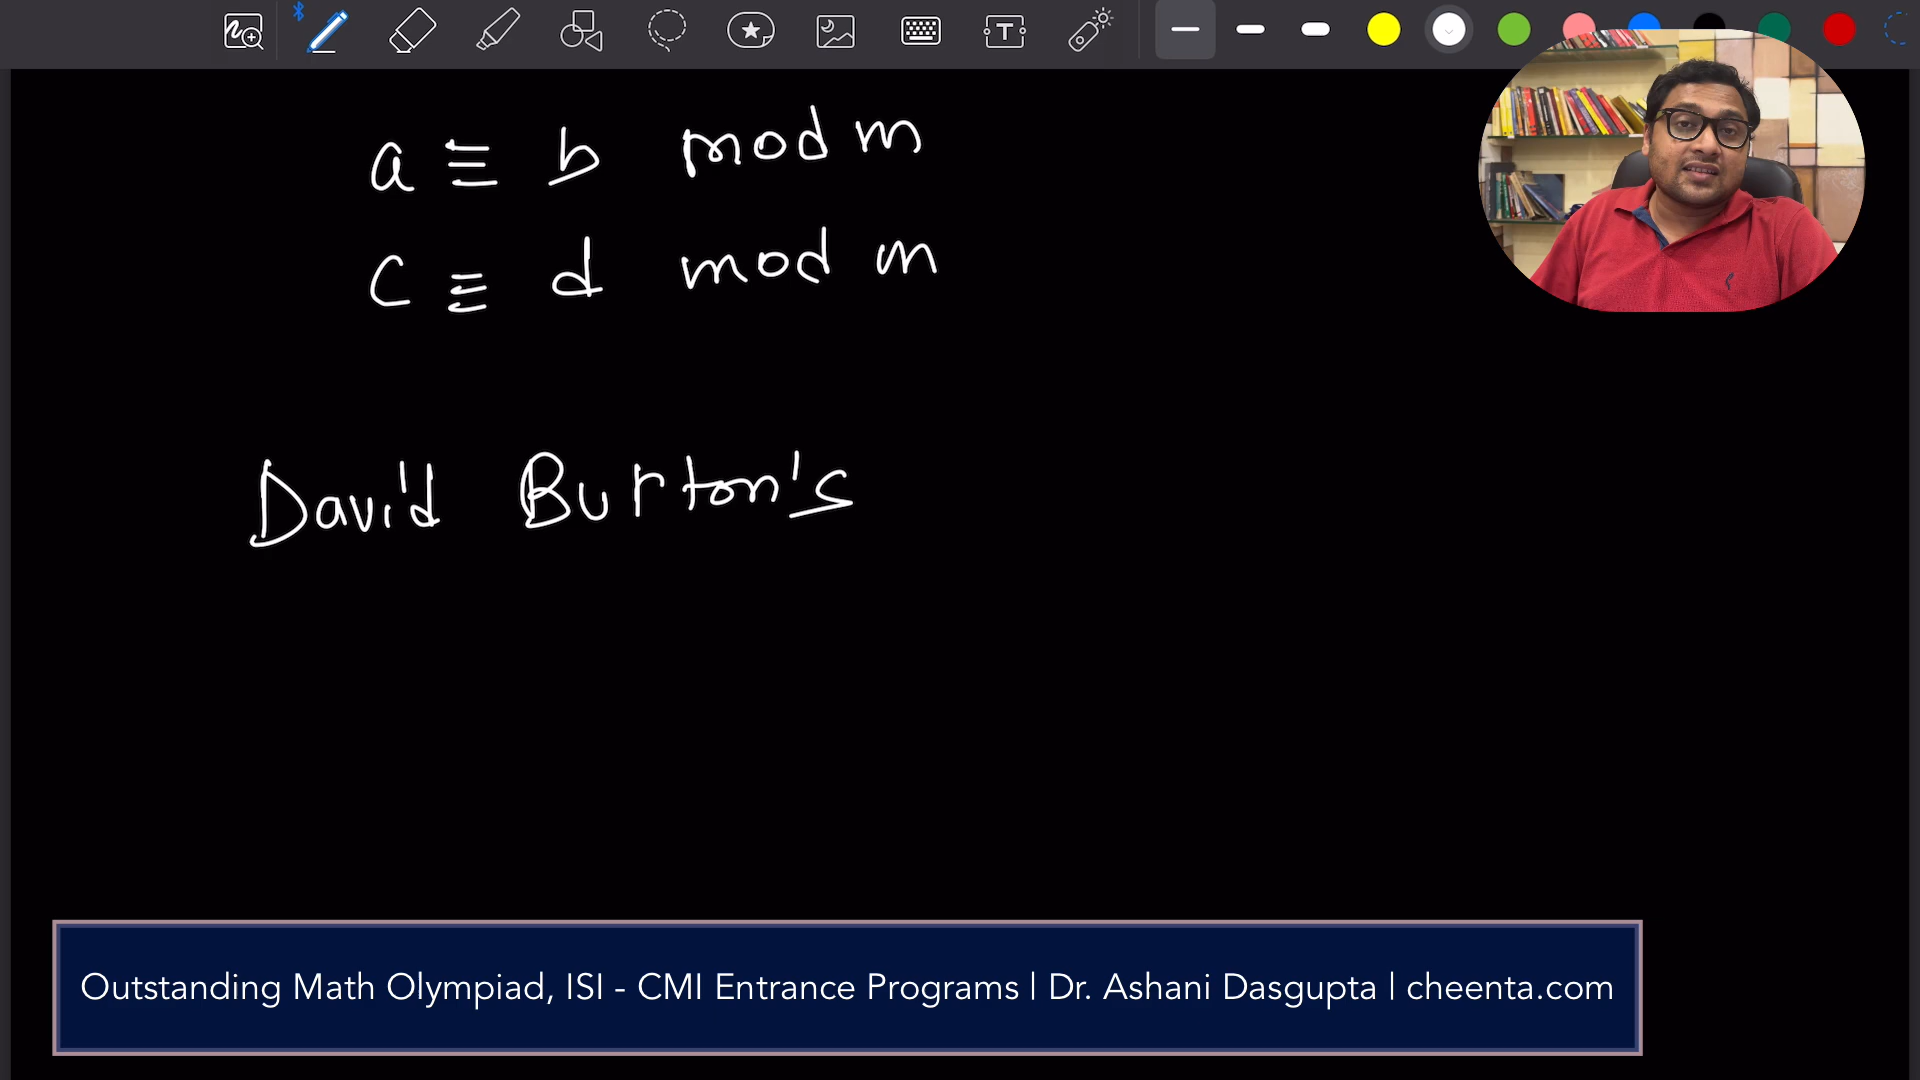 a ≡ b mod m
c ≡ d mod m
David Burton's
Outstanding Math Olympiad, ISI - CMI Entrance Programs | Dr. Ashani Dasgupta | cheenta.com